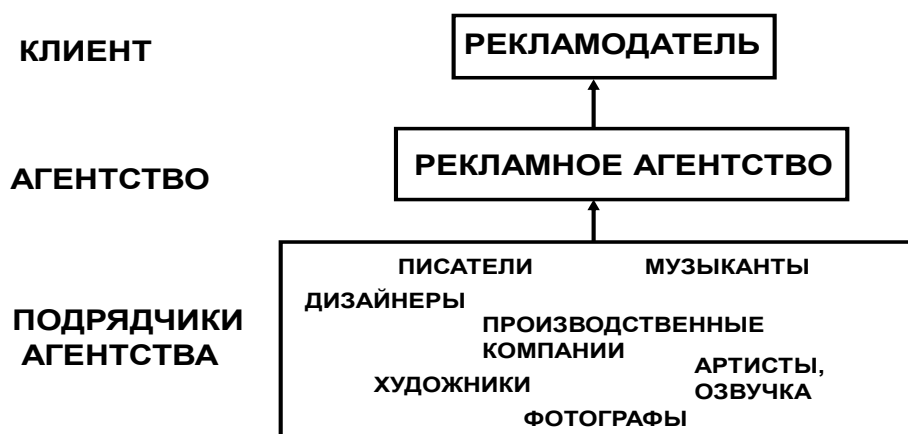 КЛИЕНТ
РЕКЛАМОДАТЕЛЬ
АГЕНТСТВО
РЕКЛАМНОЕ АГЕНТСТВО
ПОДРЯДЧИКИ
АГЕНТСТВА
ПИСАТЕЛИ
МУЗЫКАНТЫ
ДИЗАЙНЕРЫ
ПРОИЗВОДСТВЕННЫЕ
КОМПАНИИ
АРТИСТЫ,
ОЗВУЧКА
ХУДОЖНИКИ
ФОТОГРАФЫ